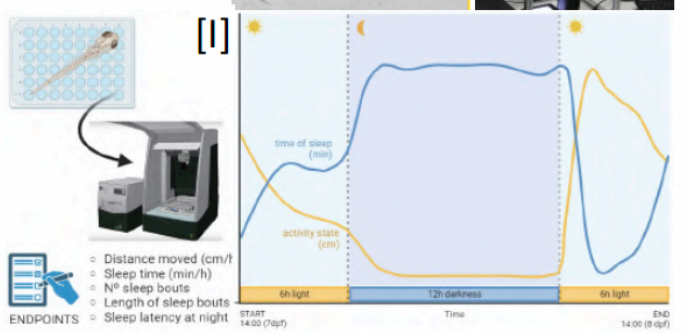 [I]
time of sleep
(min)
activity state
(cm)
6h light
12h darkness
6h light
START
14:00 (7dpf)
Time
END
14:00 (8 dpf)
Distance moved (cm/h
Sleep time (min/h)
Nº sleep bouts
Length of sleep bouts
Sleep latency at night
ENDPOINTS